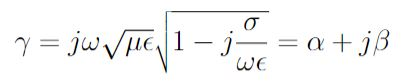 γ = jω√με √(1 − j σ/ωϵ) = α + jβ